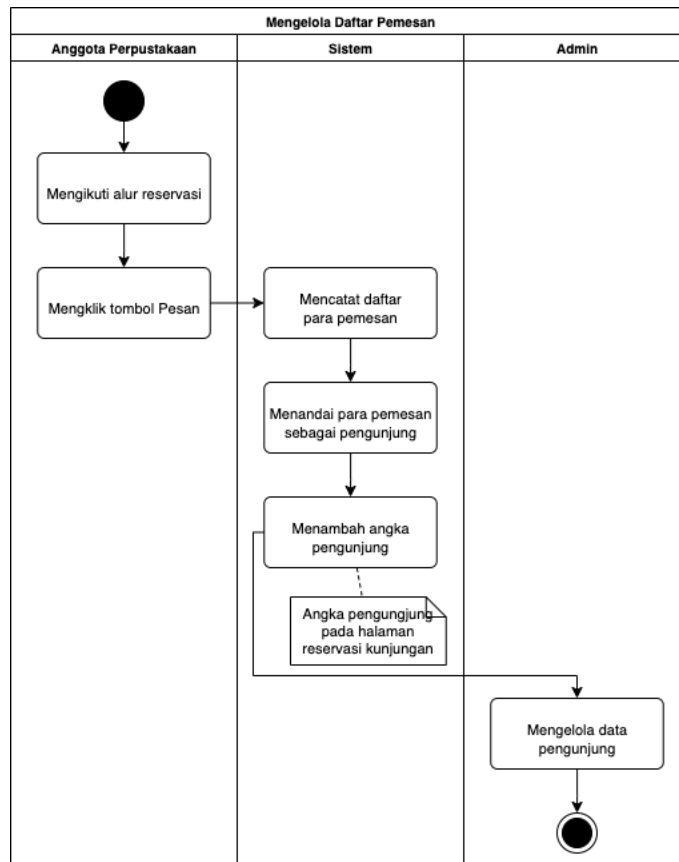 Mengelola Daftar Pemesan
Anggota Perpustakaan
Sistem
Admin
Mengikuti alur reservasi
Mengklik tombol Pesan
Mencatat daftar
para pemesan
Menandai para pemesan
sebagai pengunjung
Menambah angka
pengunjung
Angka pengungjung
pada halaman
reservasi kunjungan
Mengelola data
pengunjung